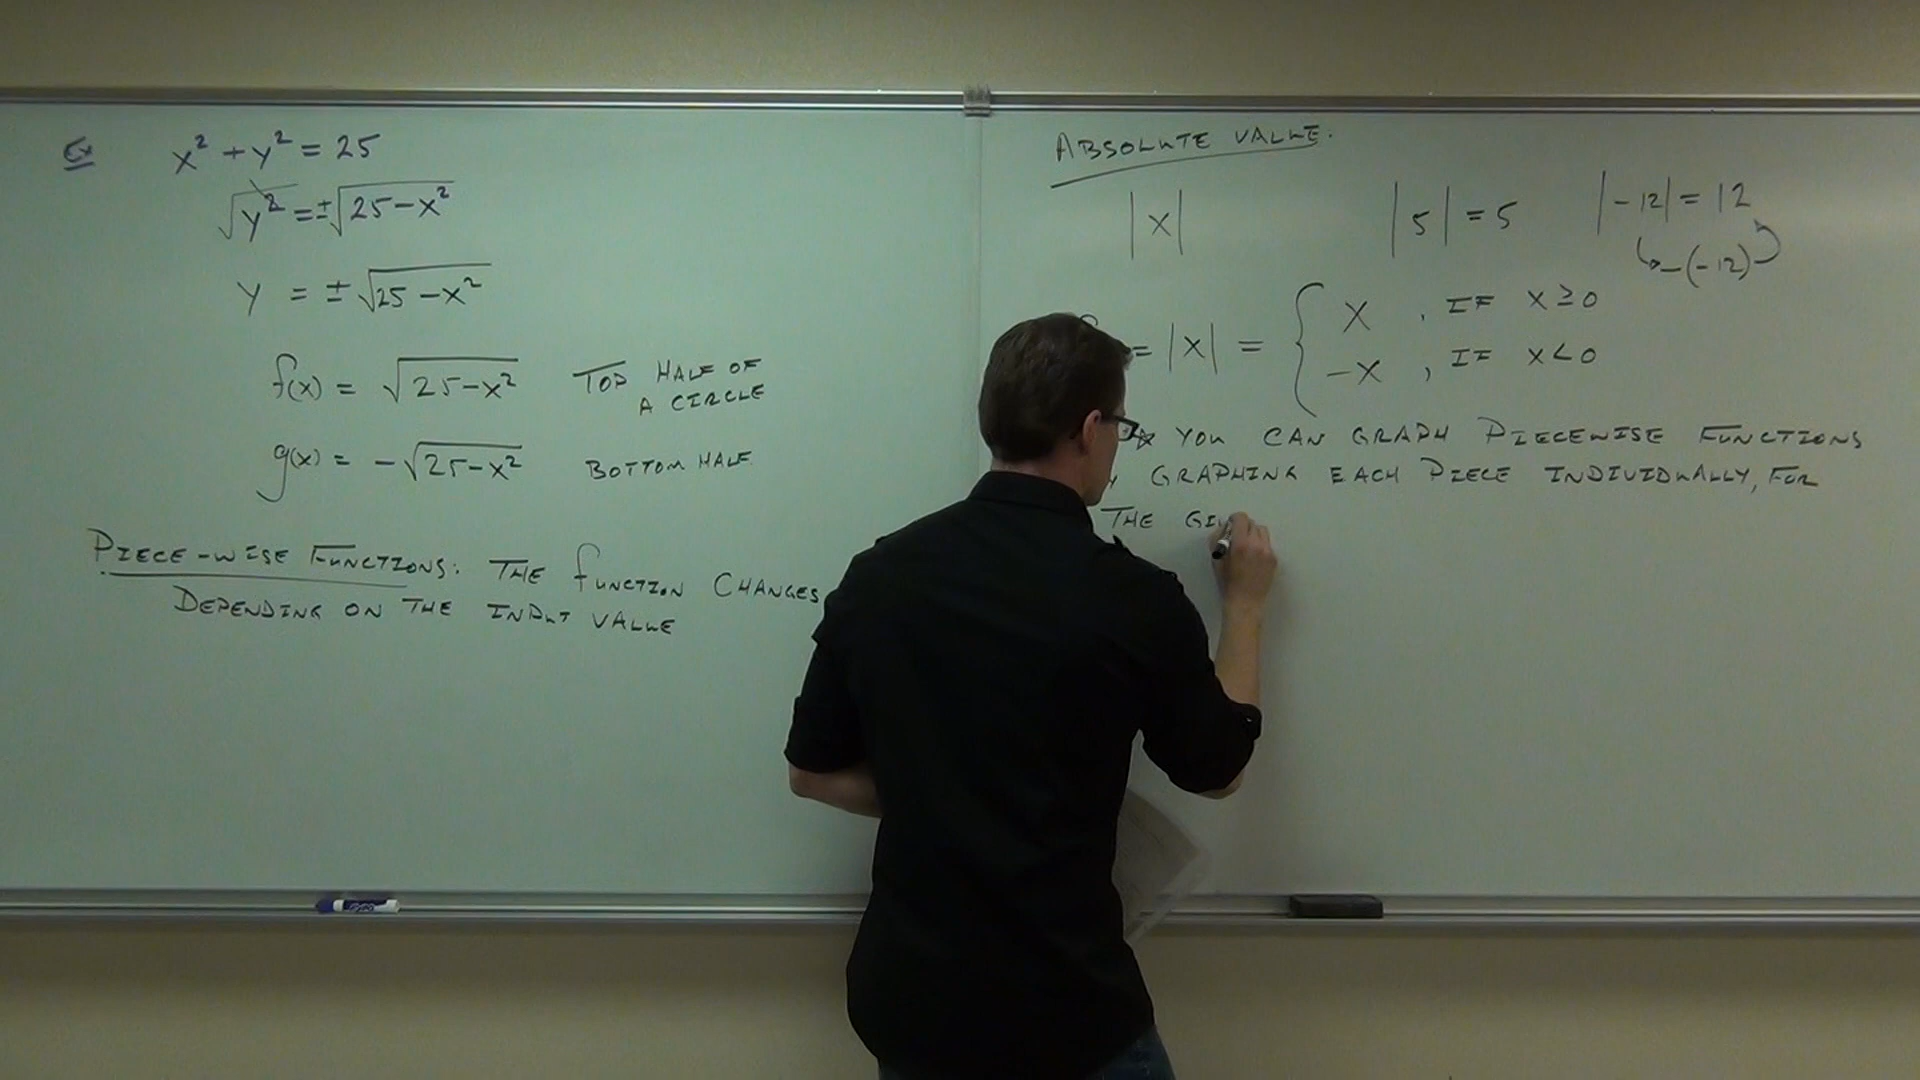 Ex x² + y² = 25
√y² = ±√25-x²
y = ±√25-x²
f(x) = √25-x² TOP HALF OF
A CIRCLE
g(x) = -√25-x² BOTTOM HALF
PIECE-WISE FUNCTIONS: THE FUNCTION CHANGES
DEPENDING ON THE INPUT VALUE
ABSOLUTE VALUE.
|x| |5| = 5 |-12| = 12
-(-12)
= |x| = { x , IF x ≥ 0
-x , IF x < 0
☆ YOU CAN GRAPH PIECEWISE FUNCTIONS
GRAPHING EACH PIECE INDIVIDUALLY, FOR
THE GI
EXPO